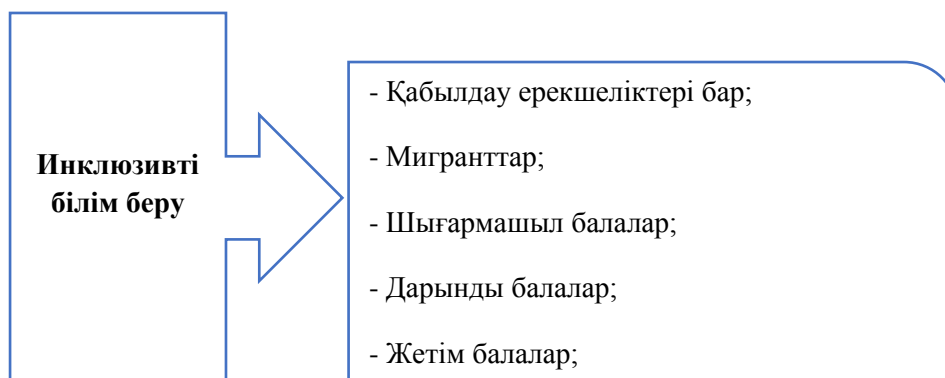 Инклюзивті
білім беру
- Қабылдау ерекшеліктері бар;
- Мигранттар;
- Шығармашыл балалар;
- Дарынды балалар;
- Жетім балалар;